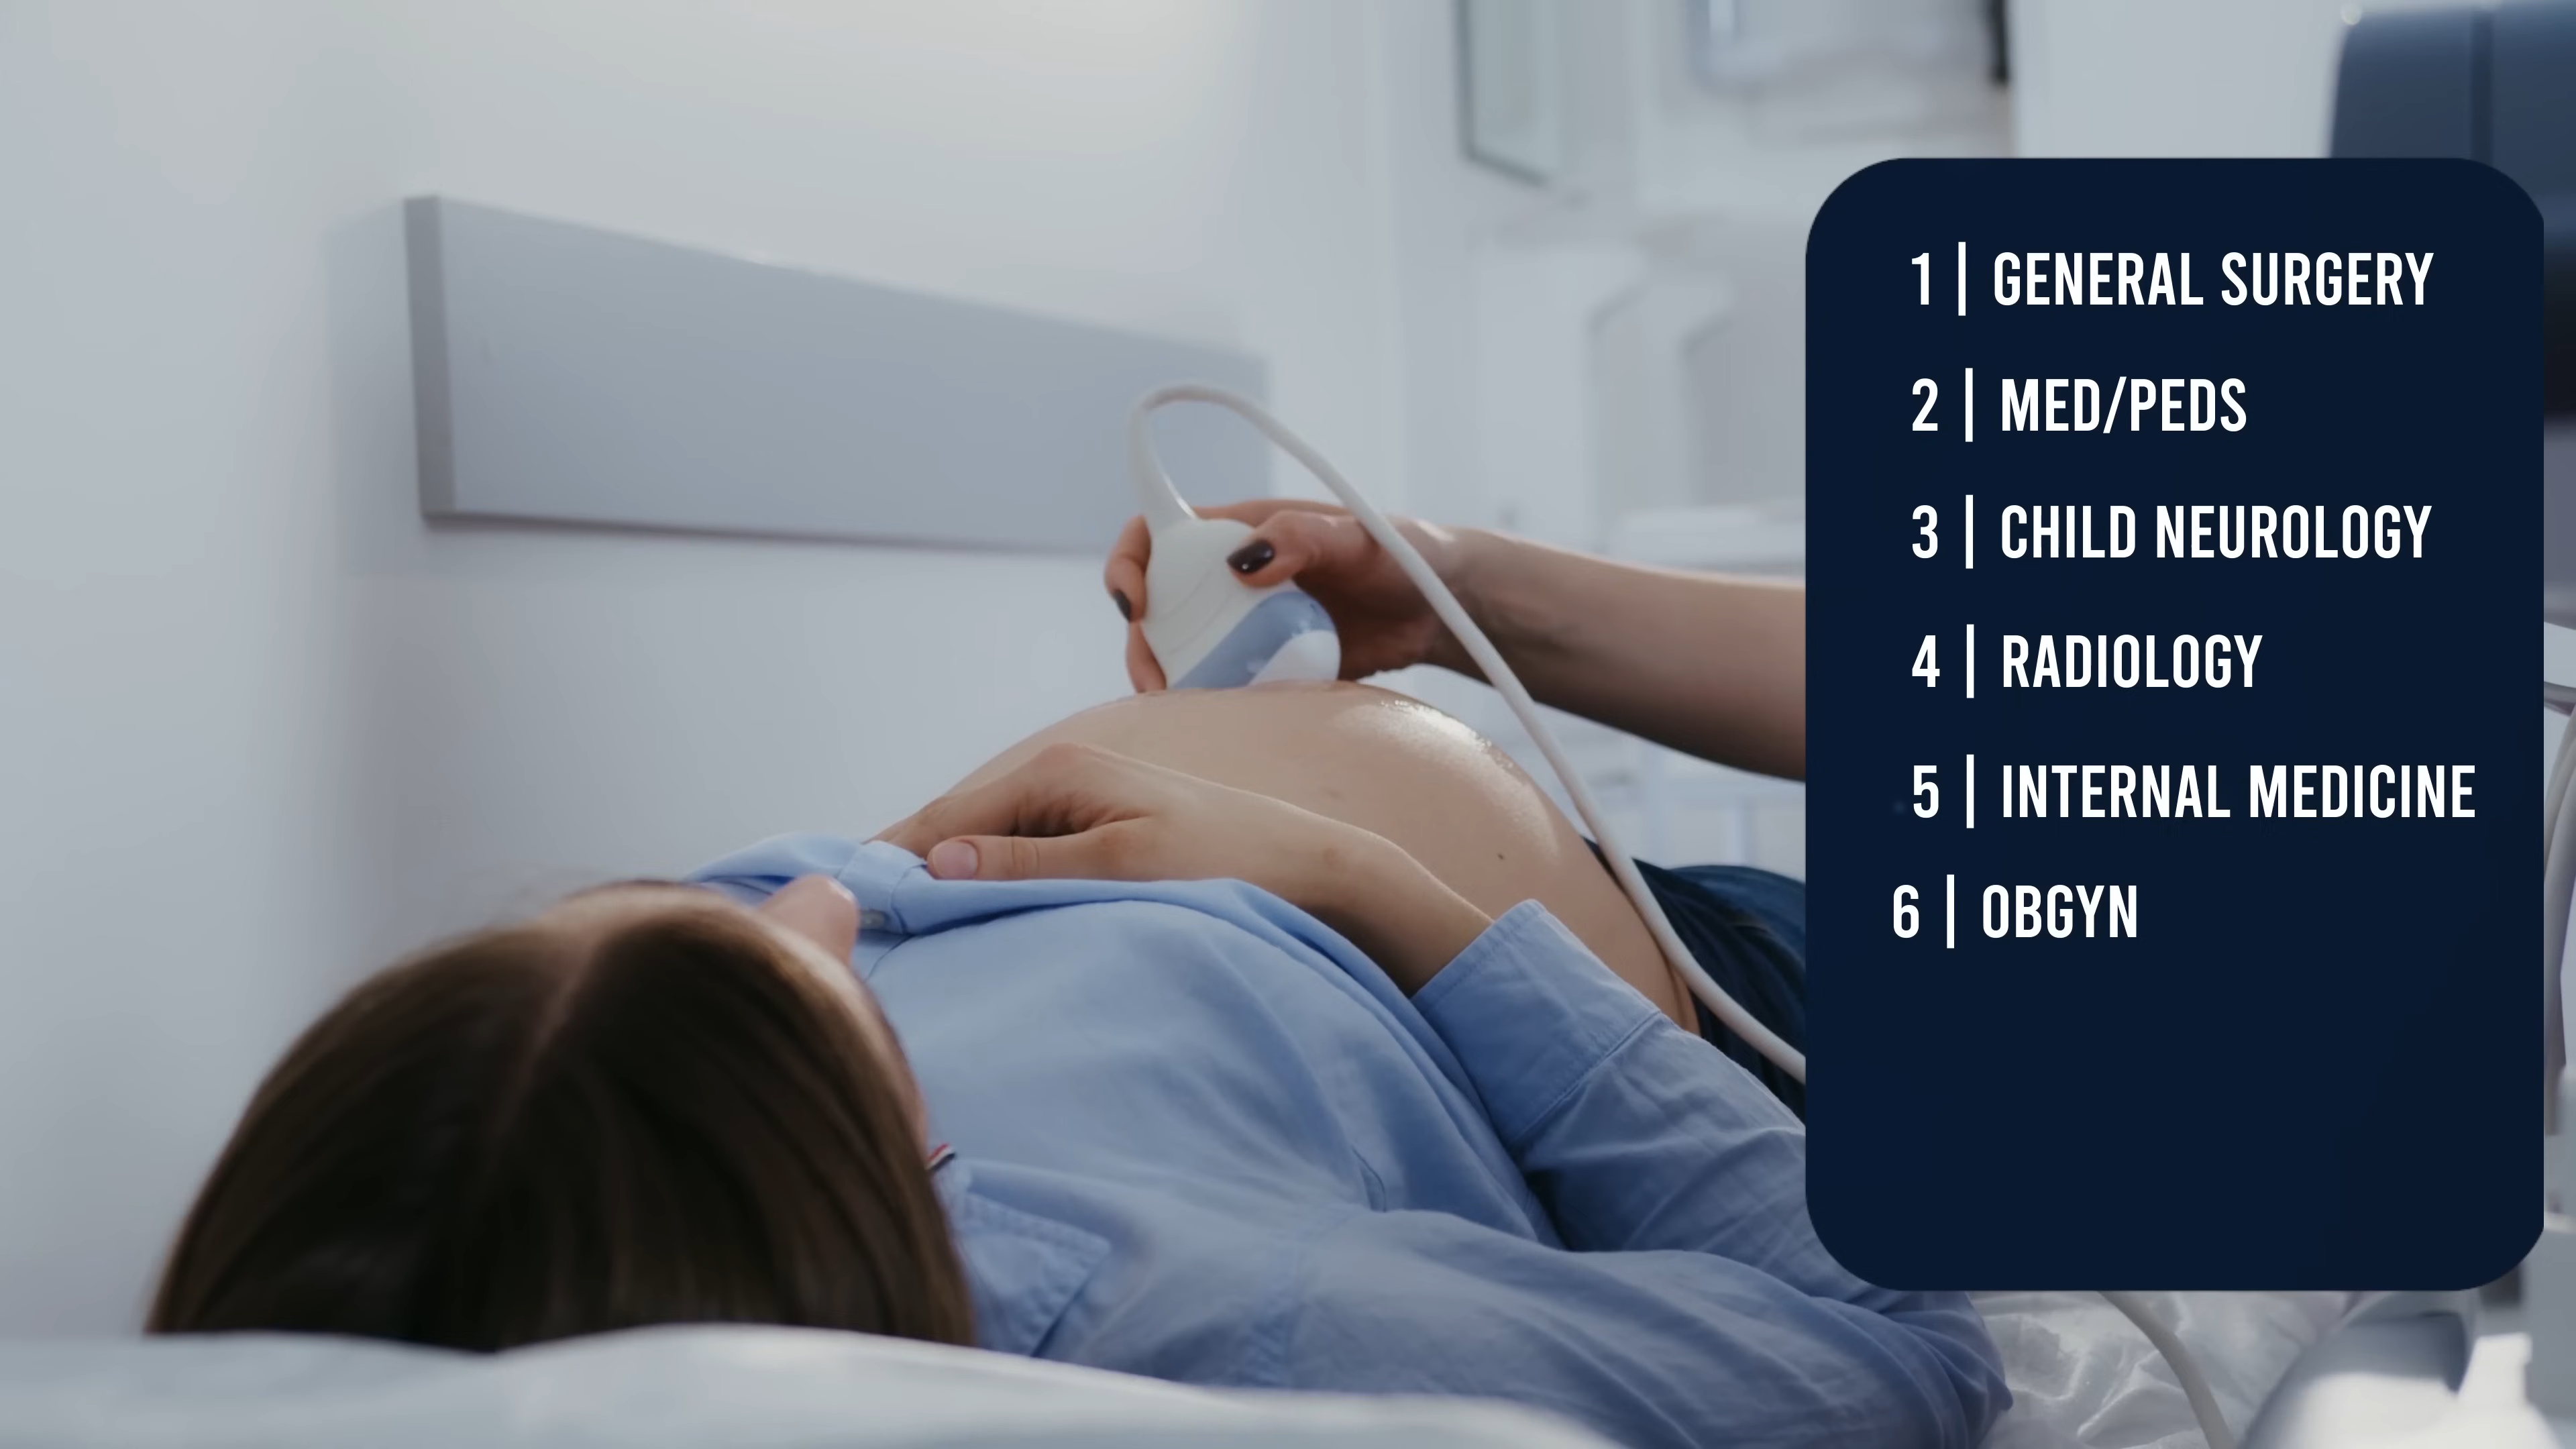 1 | GENERAL SURGERY
2 | MED/PEDS
3 | CHILD NEUROLOGY
4 | RADIOLOGY
5 | INTERNAL MEDICINE
6 | OBGYN